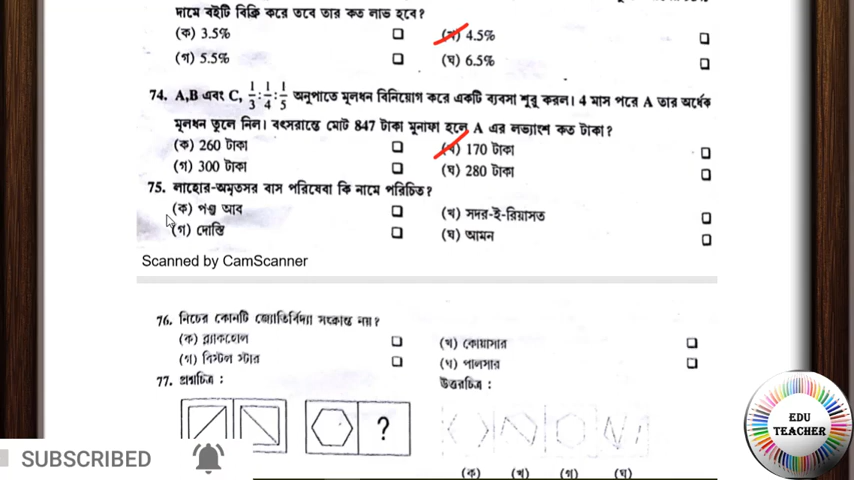 দামে বইটি বিক্রি করে তবে তার কত লাভ হবে?
(ক) 3.5%
(খ) 4.5%
(গ) 5.5%
(ঘ) 6.5%
74. A,B এবং C, 1/3 : 1/4 : 1/5 অনুপাতে মূলধন বিনিয়োগ করে একটি ব্যবসা শুরু করল। 4 মাস পরে A তার অর্ধেক
মূলধন তুলে নিল। বৎসরান্তে মোট 847 টাকা মুনাফা হলে A এর লভ্যাংশ কত টাকা?
(ক) 260 টাকা
(খ) 170 টাকা
(গ) 300 টাকা
(ঘ) 280 টাকা
75. লাহোর-অমৃতসর বাস পরিষেবা কি নামে পরিচিত?
(ক) পঞ্জ আব
(খ) সদর-ই-রিয়াসত
(গ) দোস্তি
(ঘ) আমন
Scanned by CamScanner
76. নিচের কোনটি জ্যোতির্বিদ্যা সংক্রান্ত নয়?
(ক) ব্ল্যাকহোল
(খ) কোয়াসার
(গ) বিস্টল স্টার
(ঘ) পালসার
77. প্রশ্নচিত্র :
উত্তরচিত্র :
?
(ক) (খ) (গ) (ঘ)
SUBSCRIBED
EDU
TEACHER